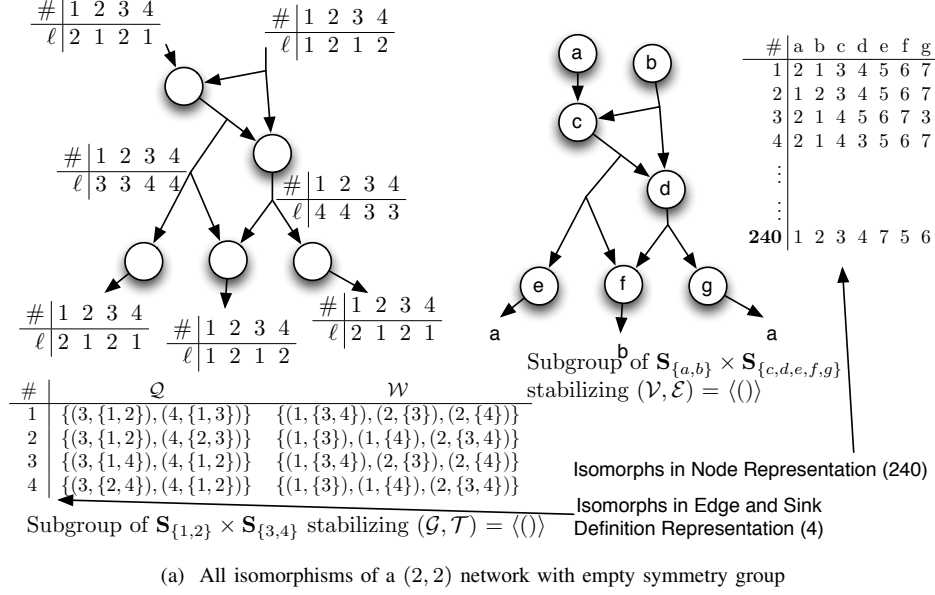 # 1 2 3 4
ℓ 2 1 2 1
# 1 2 3 4
ℓ 1 2 1 2
# 1 2 3 4
ℓ 3 3 4 4
# 1 2 3 4
ℓ 4 4 3 3
# 1 2 3 4
ℓ 2 1 2 1
# 1 2 3 4
ℓ 1 2 1 2
# 1 2 3 4
ℓ 2 1 2 1
a
b
c
d
e
f
g
a
b
a
# a b c d e f g
1 2 1 3 4 5 6 7
2 1 2 3 4 5 6 7
3 2 1 4 5 6 7 3
4 2 1 4 3 5 6 7
⋮
⋮
240 1 2 3 4 7 5 6
Subgroup of S_{a,b} × S_{c,d,e,f,g}
stabilizing (𝒱, ℰ) = ⟨()⟩
# 𝒬 𝒲
1 {(3, {1, 2}), (4, {1, 3})} {(1, {3, 4}), (2, {3}), (2, {4})}
2 {(3, {1, 2}), (4, {2, 3})} {(1, {3}), (1, {4}), (2, {3, 4})}
3 {(3, {1, 4}), (4, {1, 2})} {(1, {3, 4}), (2, {3}), (2, {4})}
4 {(3, {2, 4}), (4, {1, 2})} {(1, {3}), (1, {4}), (2, {3, 4})}
Subgroup of S_{1,2} × S_{3,4} stabilizing (𝒢, 𝒯) = ⟨()⟩
Isomorphs in Node Representation (240)
Isomorphs in Edge and Sink
Definition Representation (4)
(a) All isomorphisms of a (2, 2) network with empty symmetry group